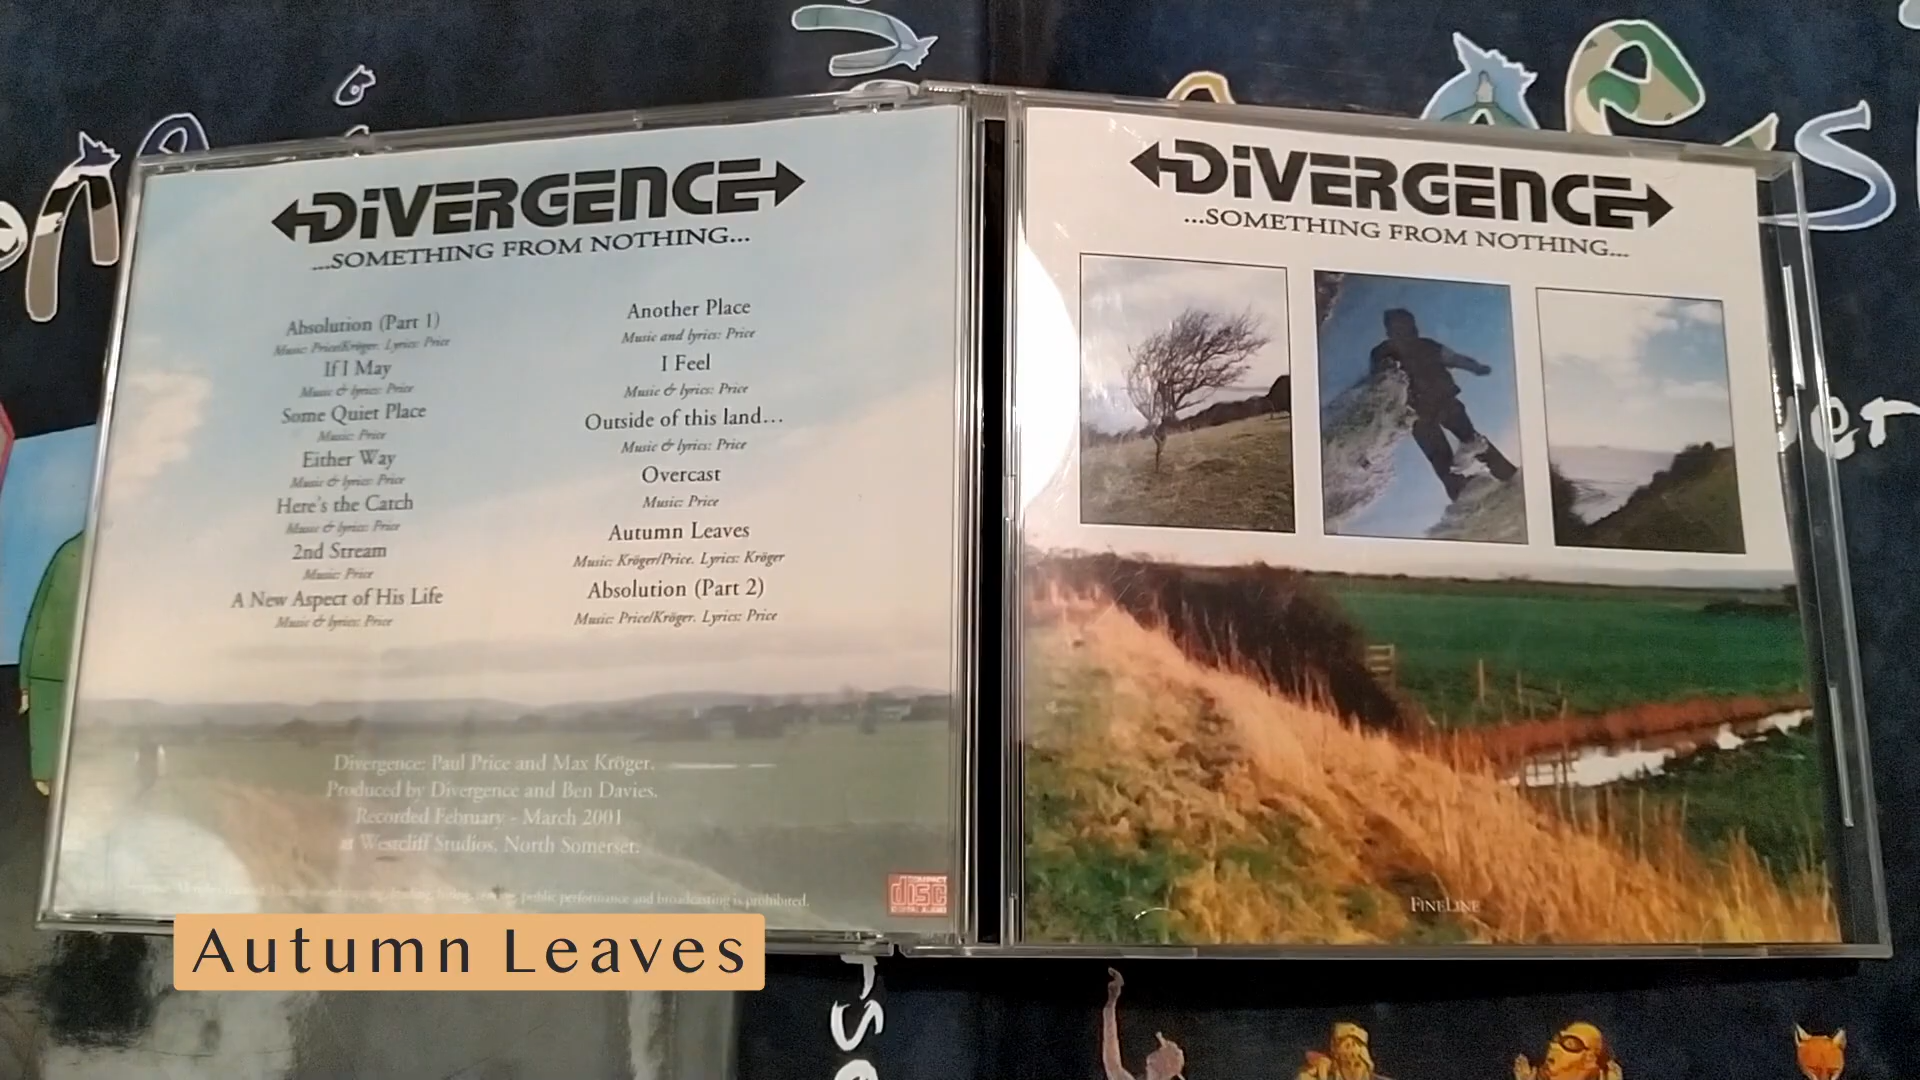 DiVERGENCE
...SOMETHING FROM NOTHING...
Absolution (Part 1)
Music: Price/Kröger. Lyrics: Price
If I May
Music & lyrics: Price
Some Quiet Place
Music: Price
Either Way
Music & lyrics: Price
Here's the Catch
Music & lyrics: Price
2nd Stream
Music: Price
A New Aspect of His Life
Music & lyrics: Price
Another Place
Music and lyrics: Price
I Feel
Music & lyrics: Price
Outside of this land...
Music & lyrics: Price
Overcast
Music: Price
Autumn Leaves
Music: Kröger/Price. Lyrics: Kröger
Absolution (Part 2)
Music: Price/Kröger. Lyrics: Price
Divergence: Paul Price and Max Kröger.
Produced by Divergence and Ben Davies.
Recorded February - March 2001
at Westcliff Studios, North Somerset.
public performance and broadcasting is prohibited.
COMPACT
disc
DIGITAL AUDIO
DiVERGENCE
...SOMETHING FROM NOTHING...
FINELINE
Autumn Leaves